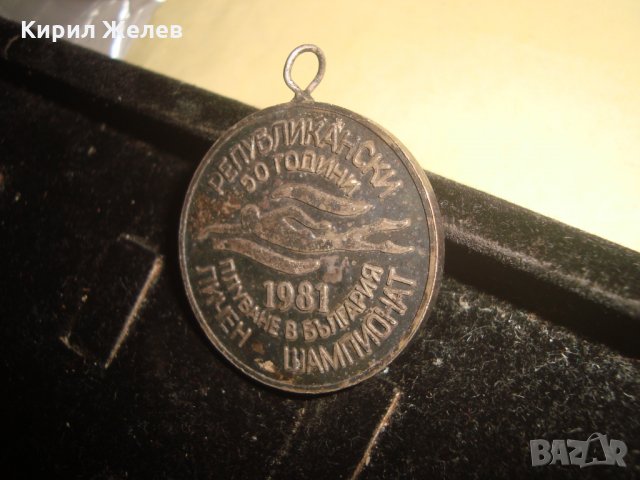 Кирил Желев
РЕПУБЛИКАНСКИ
50 ГОДИНИ
1981
ПЛУВАНЕ В БЪЛГАРИЯ
ЛИЧЕН ШАМПИОНАТ
BAZAR